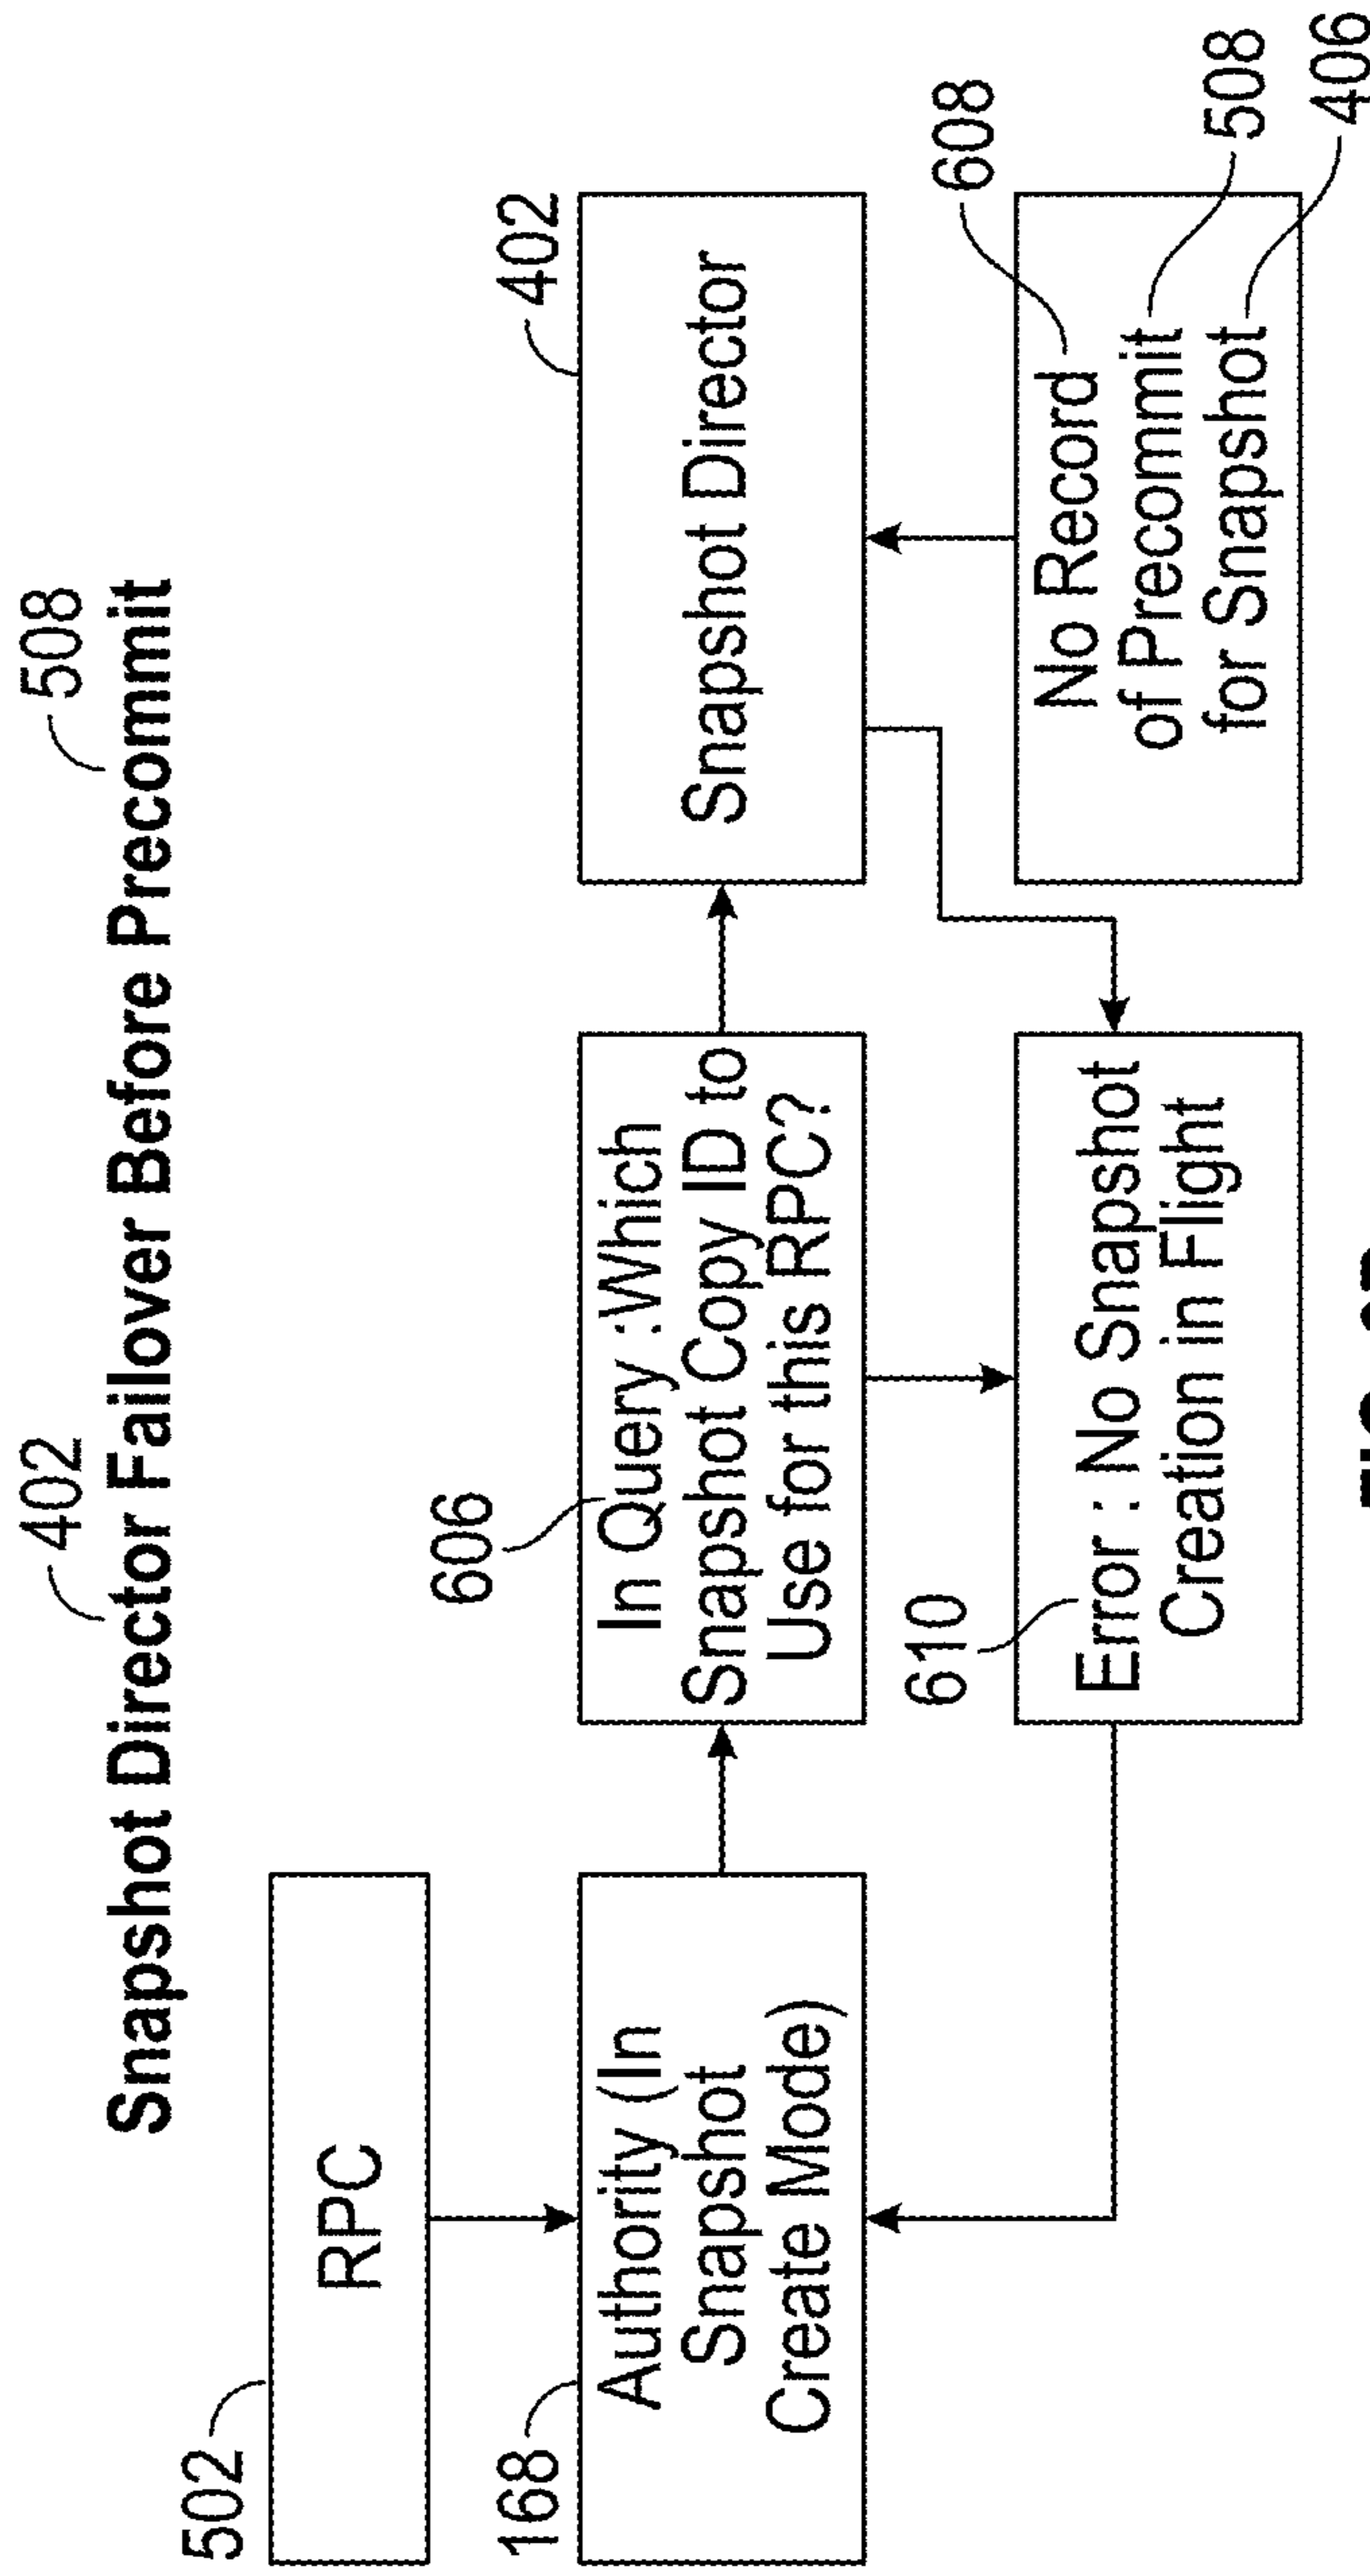 402
508
Snapshot Director Failover Before Precommit
502
RPC
168
Authority (In
Snapshot
Create Mode)
606
In Query :Which
Snapshot Copy ID to
Use for this RPC?
402
Snapshot Director
610
Error : No Snapshot
Creation in Flight
608
No Record
of Precommit
for Snapshot
508
406